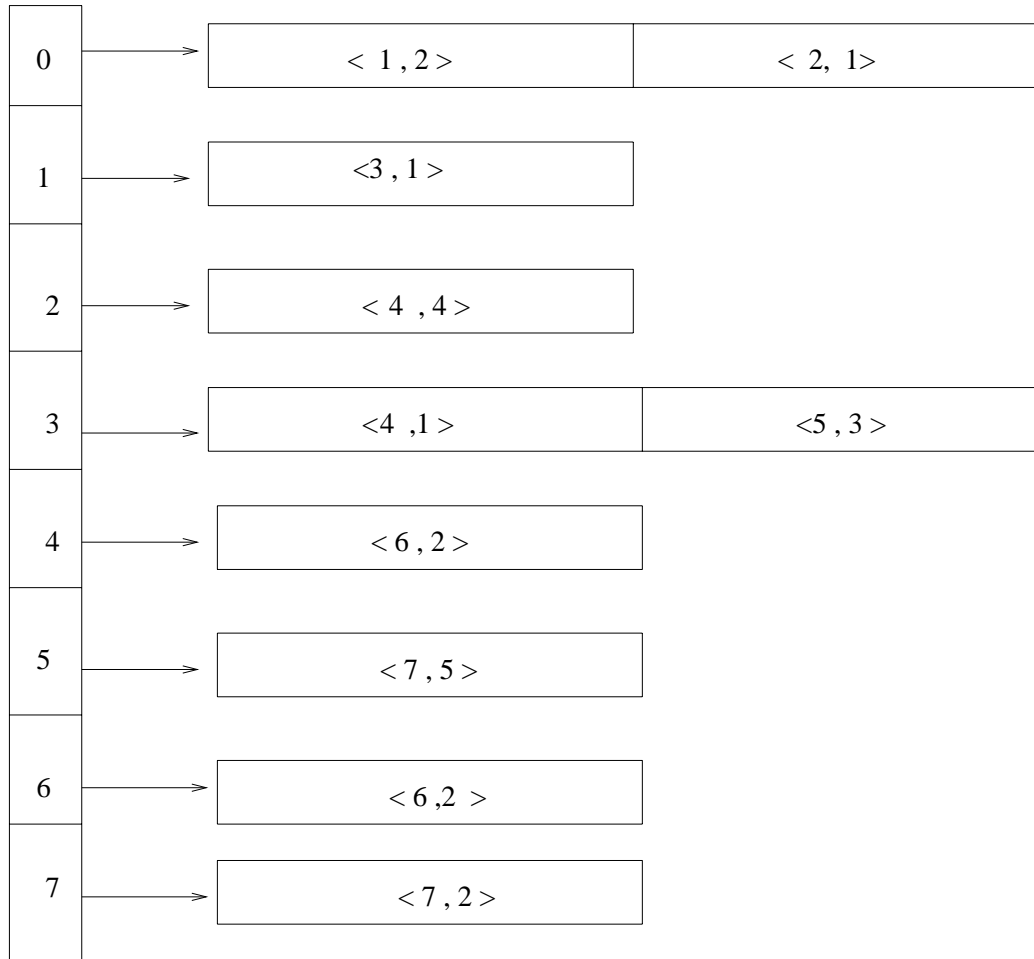 0 < 1 , 2 > < 2, 1>
1 <3 , 1 >
2 < 4 , 4 >
3 <4 ,1 > <5 , 3 >
4 < 6 , 2 >
5 < 7 , 5 >
6 < 6 ,2 >
7 < 7 , 2 >